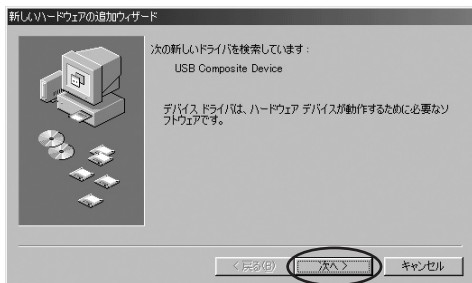 新しいハードウェアの追加ウィザード
次の新しいドライバを検索しています：
USB Composite Device
デバイス ドライバは、ハードウェア デバイスが動作するために必要なソ
フトウェアです。
< 戻る(B)
次へ >
キャンセル